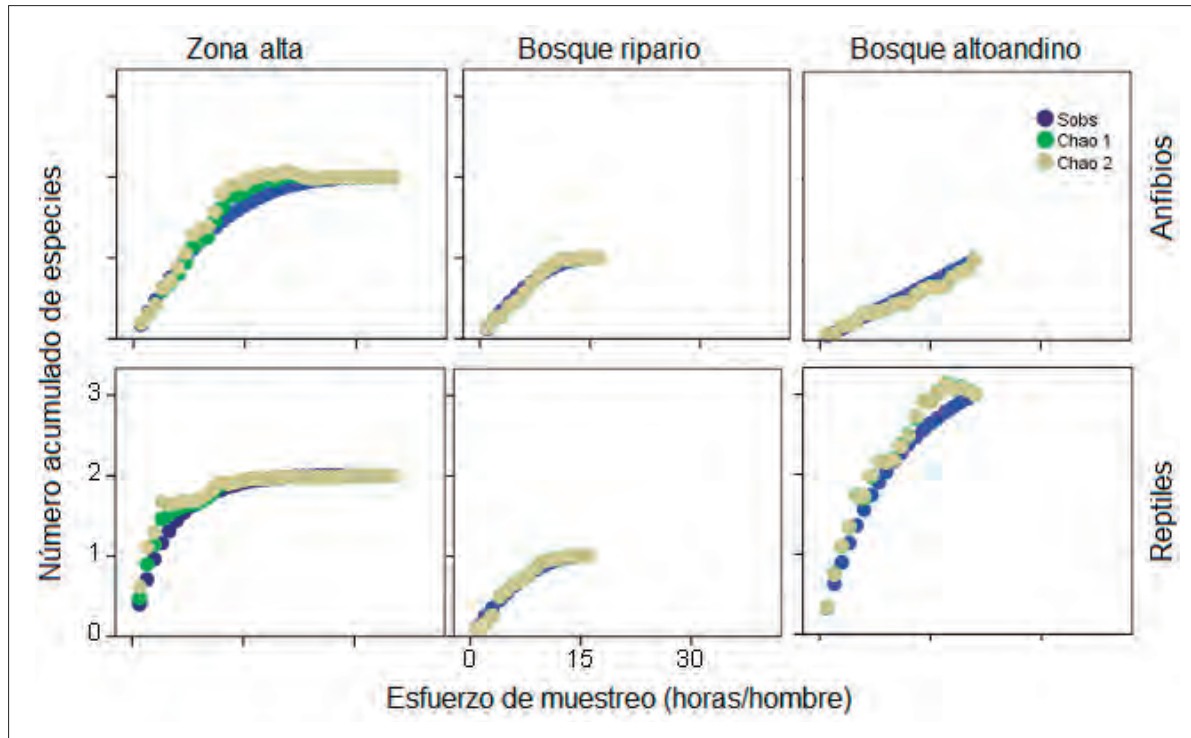 Zona alta
Bosque ripario
Bosque altoandino
Sobs
Chao 1
Chao 2
Anfibios
Número acumulado de especies
3
2
1
0
Reptiles
0 15 30
Esfuerzo de muestreo (horas/hombre)